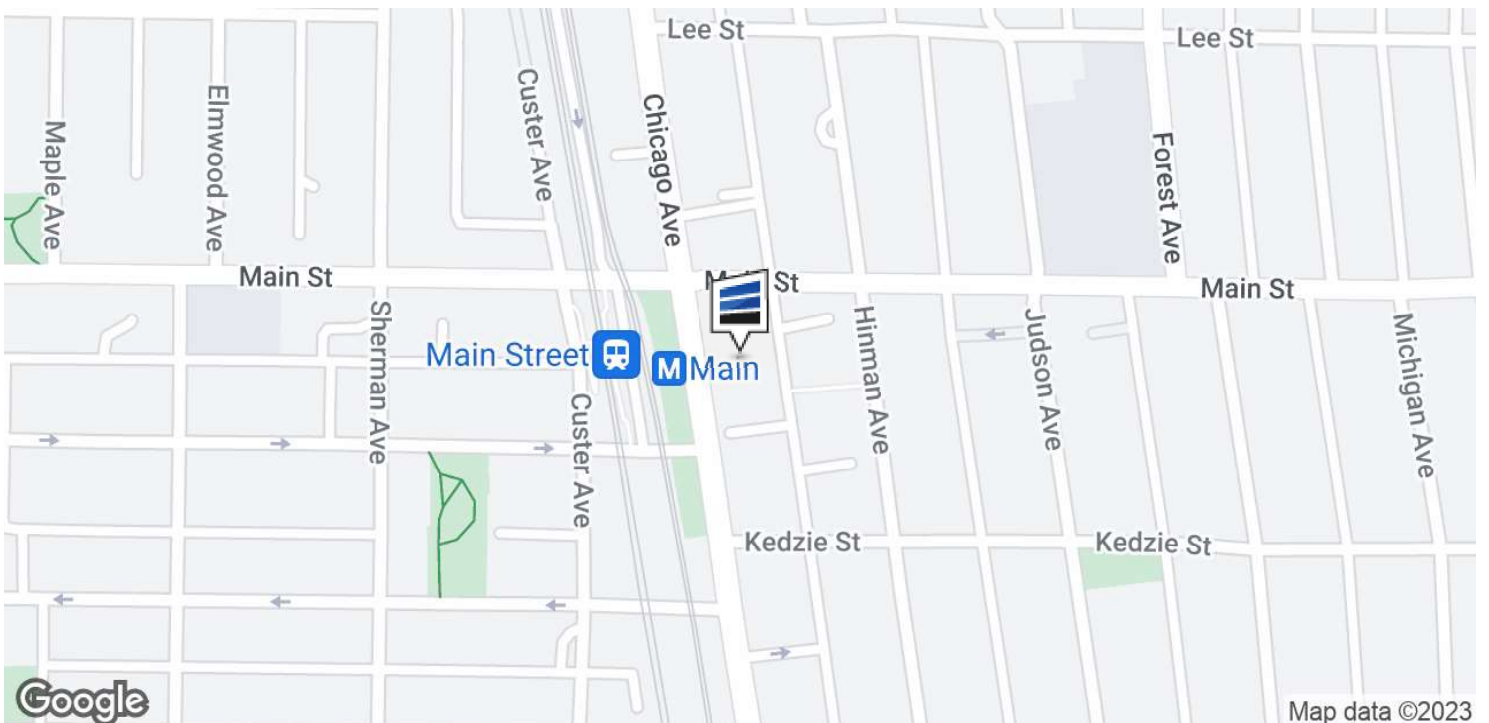 Lee St
Lee St
Custer Ave
Chicago Ave
Elmwood Ave
Maple Ave
Forest Ave
Main St
Main St
Main St
Sherman Ave
Hinman Ave
Judson Ave
Michigan Ave
Main Street
M Main
Custer Ave
Kedzie St
Kedzie St
Google
Map data ©2023